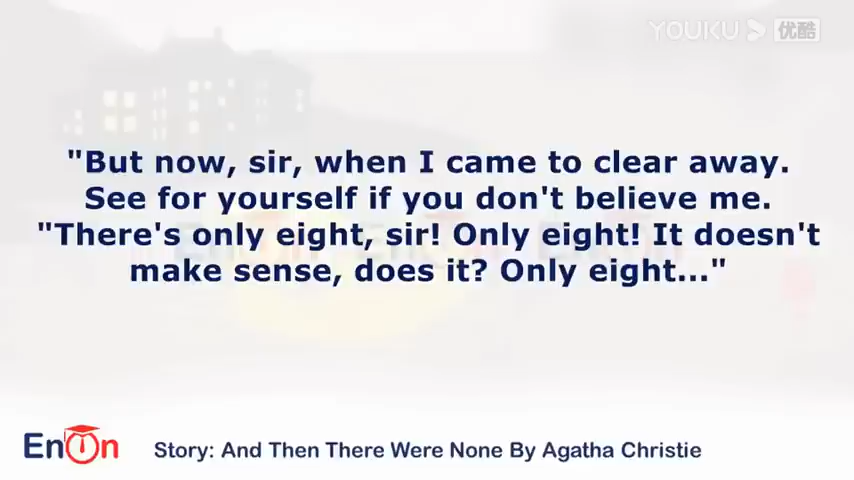 YOUKU 优酷
"But now, sir, when I came to clear away.
See for yourself if you don't believe me.
"There's only eight, sir! Only eight! It doesn't
make sense, does it? Only eight..."
EnOn
Story: And Then There Were None By Agatha Christie